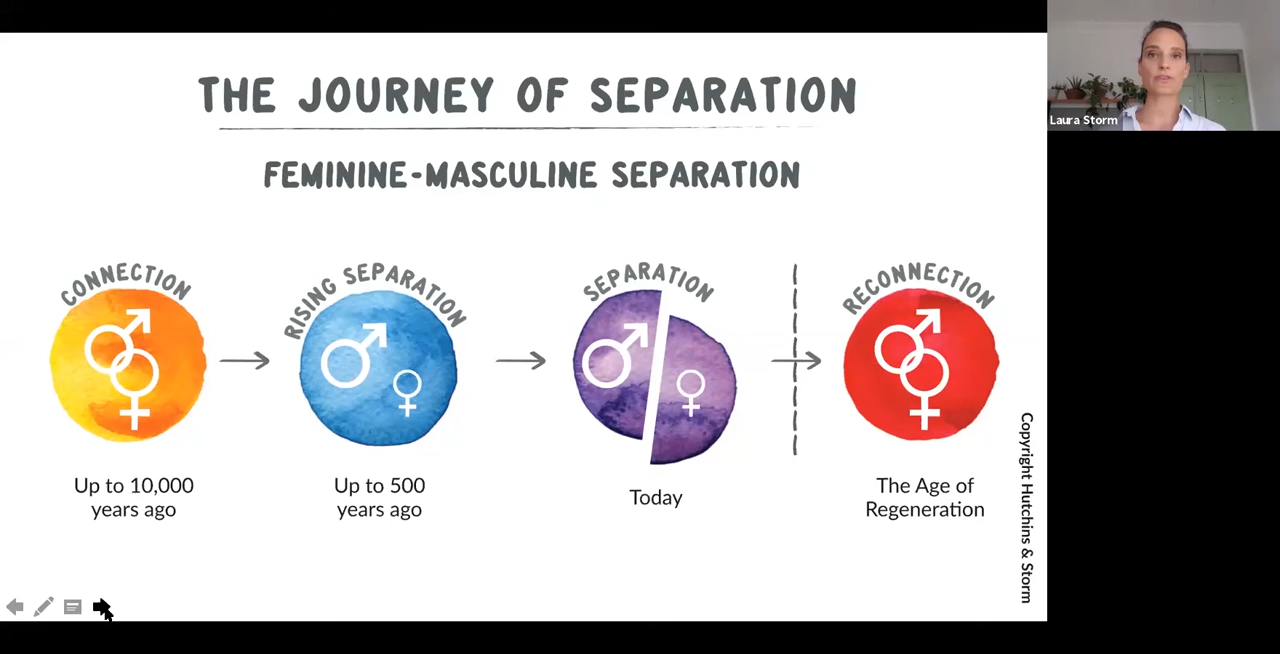 THE JOURNEY OF SEPARATION
FEMININE-MASCULINE SEPARATION
CONNECTION
RISING SEPARATION
SEPARATION
RECONNECTION
Up to 10,000
years ago
Up to 500
years ago
Today
The Age of
Regeneration
Copyright Hutchins & Storm
Laura Storm